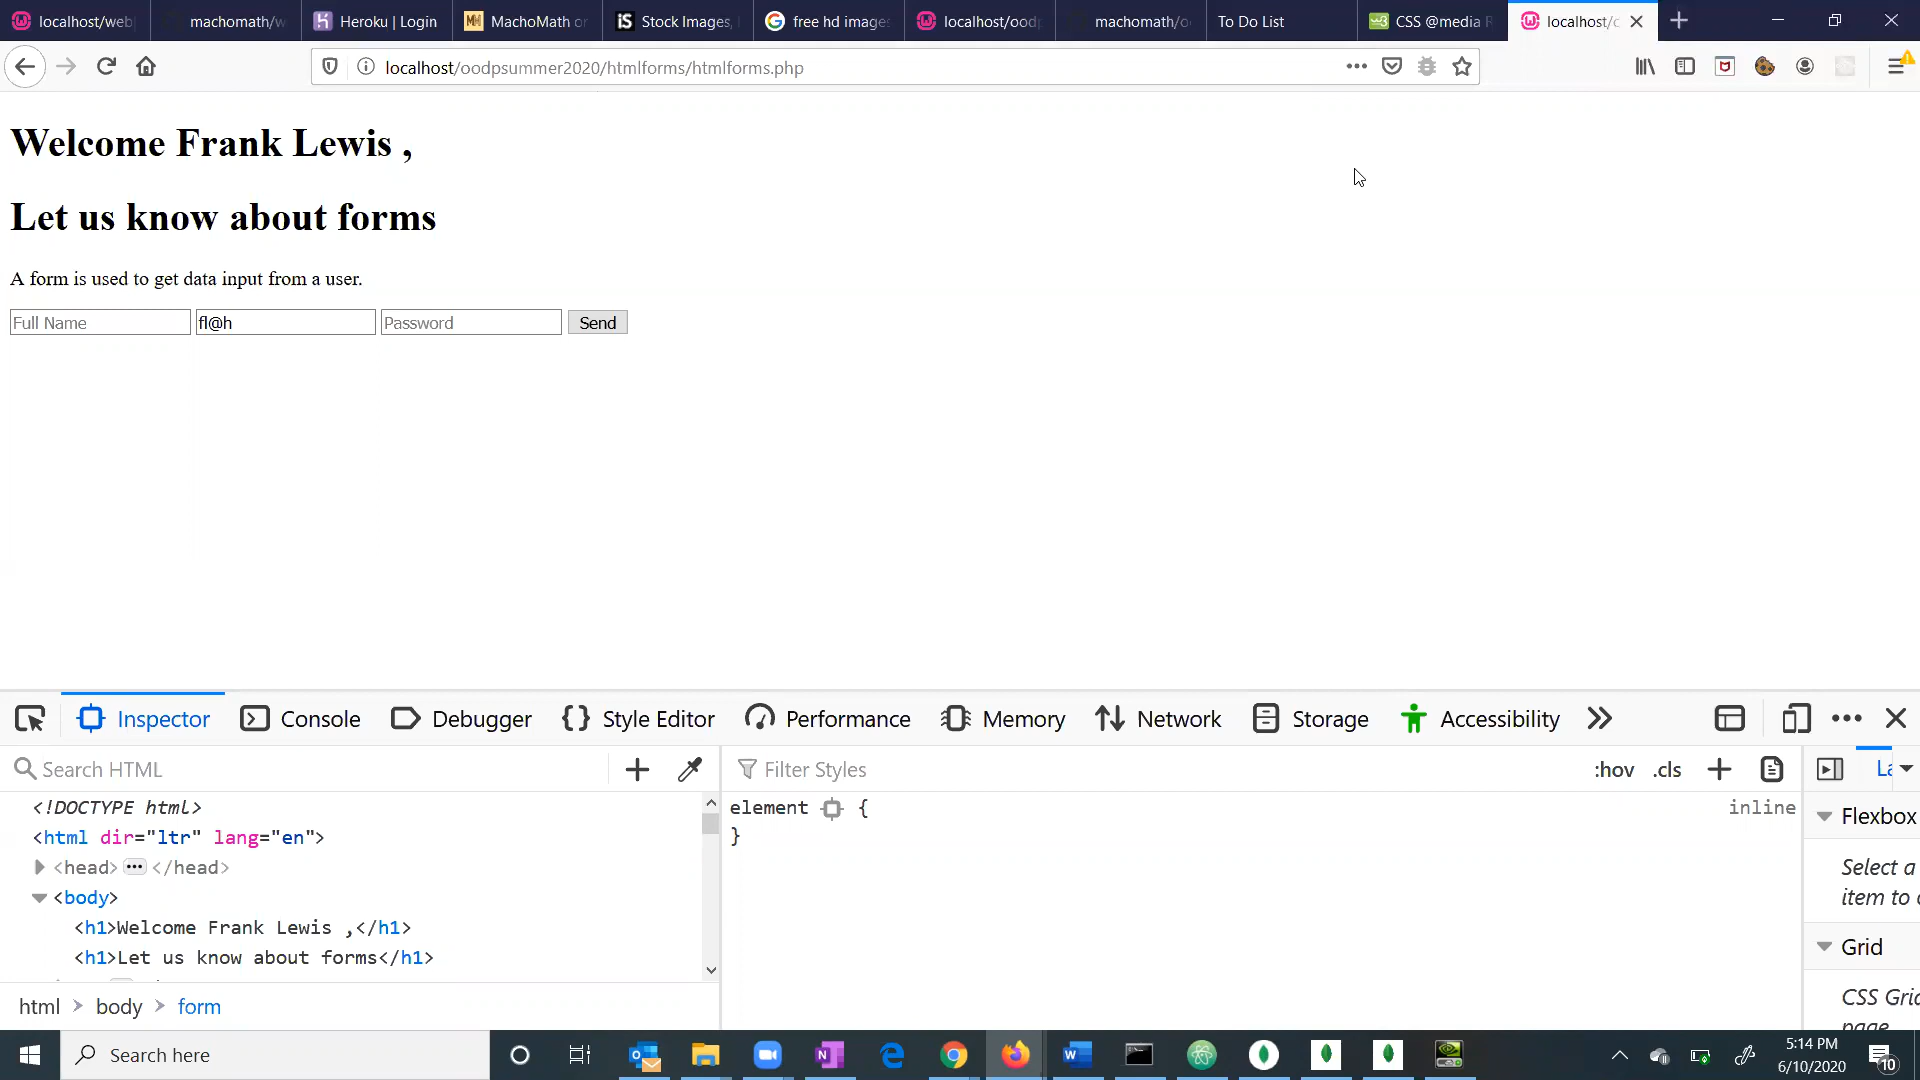 localhost/web
machomath/w
Heroku | Login
MachoMath or
Stock Images,
free hd images
localhost/oodp
machomath/o
To Do List
CSS @media R
localhost/c
localhost/oodpsummer2020/htmlforms/htmlforms.php
Welcome Frank Lewis ,
Let us know about forms
A form is used to get data input from a user.
Full Name fl@h Password Send
Inspector Console Debugger Style Editor Performance Memory Network Storage Accessibility
Search HTML
Filter Styles
:hov .cls
La
<!DOCTYPE html>
<html dir="ltr" lang="en">
<head> ••• </head>
<body>
<h1>Welcome Frank Lewis ,</h1>
<h1>Let us know about forms</h1>
html > body > form
element {
}
inline
Flexbox
Select a
item to
Grid
CSS Grid
page
Search here
5:14 PM
6/10/2020
10